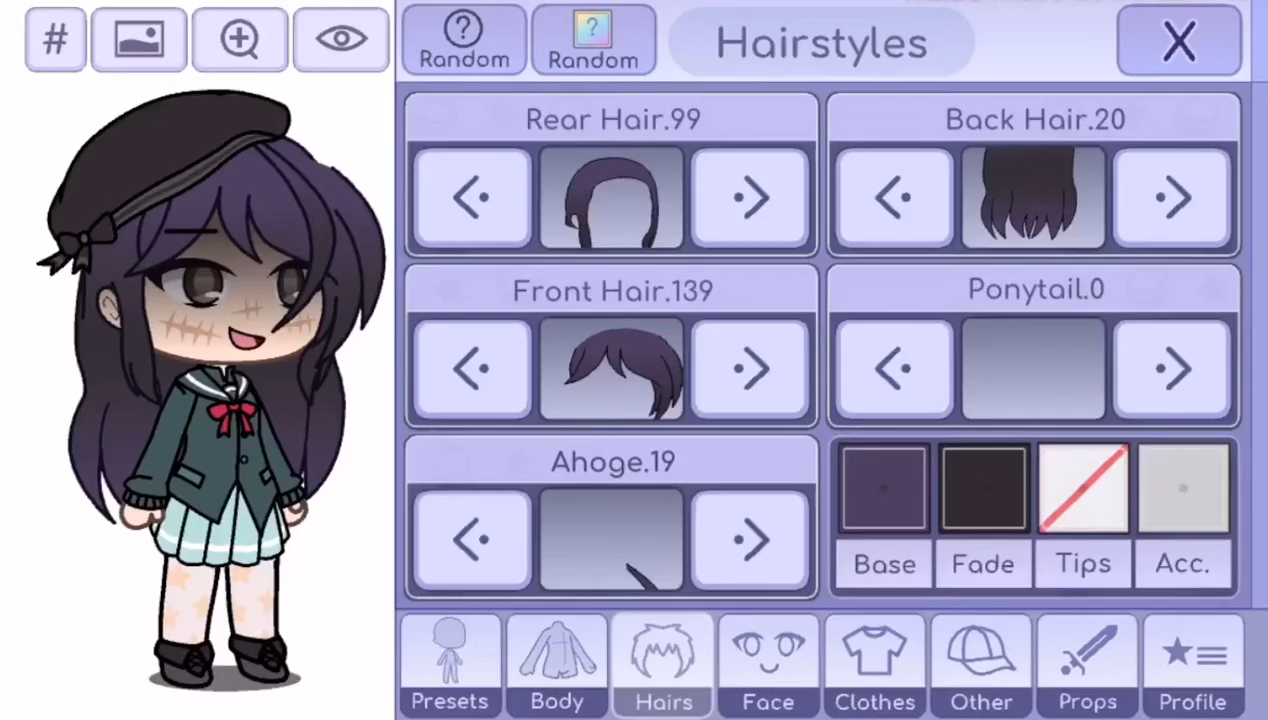 #
?
Random
?
Random
Hairstyles
X
Rear Hair.99
Back Hair.20
Front Hair.139
Ponytail.0
Ahoge.19
Base
Fade
Tips
Acc.
Presets
Body
Hairs
Face
Clothes
Other
Props
Profile